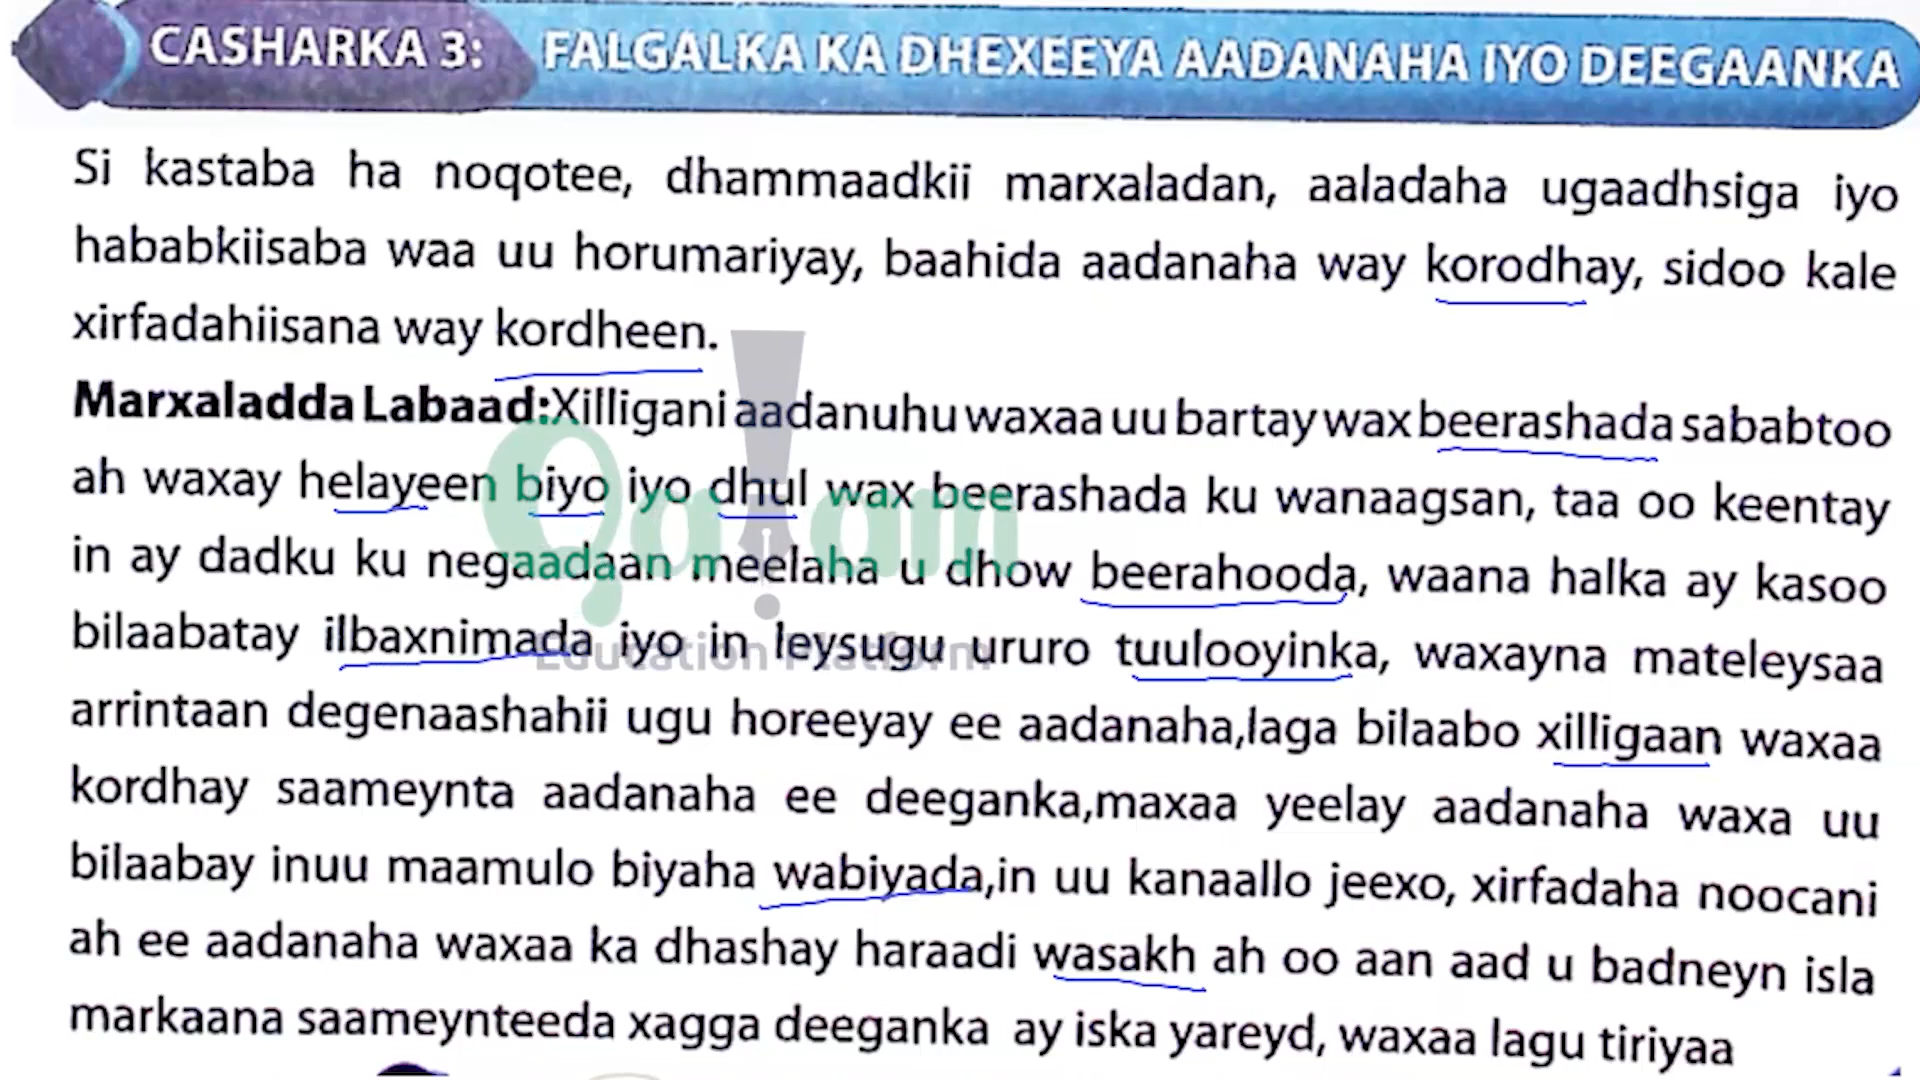 CASHARKA 3: FALGALKA KA DHEXEEYA AADANAHA IYO DEEGAANKA
Si kastaba ha noqotee, dhammaadkii marxaladan, aaladaha ugaadhsiga iyo
hababkiisaba waa uu horumariyay, baahida aadanaha way korodhay, sidoo kale
xirfadahiisana way kordheen.
Marxaladda Labaad:Xilligani aadanuhu waxaa uu bartay wax beerashada sababtoo
ah waxay helayeen biyo iyo dhul wax beerashada ku wanaagsan, taa oo keentay
in ay dadku ku negaadaan meelaha u dhow beerahooda, waana halka ay kasoo
bilaabatay ilbaxnimada iyo in leysugu ururo tuulooyinka, waxayna mateleysaa
arrintaan degenaashahii ugu horeeyay ee aadanaha,laga bilaabo xilligaan waxaa
kordhay saameynta aadanaha ee deeganka,maxaa yeelay aadanaha waxa uu
bilaabay inuu maamulo biyaha wabiyada,in uu kanaallo jeexo, xirfadaha noocani
ah ee aadanaha waxaa ka dhashay haraadi wasakh ah oo aan aad u badneyn isla
markaana saameynteeda xagga deeganka ay iska yareyd, waxaa lagu tiriyaa
Qalam
Education Platform